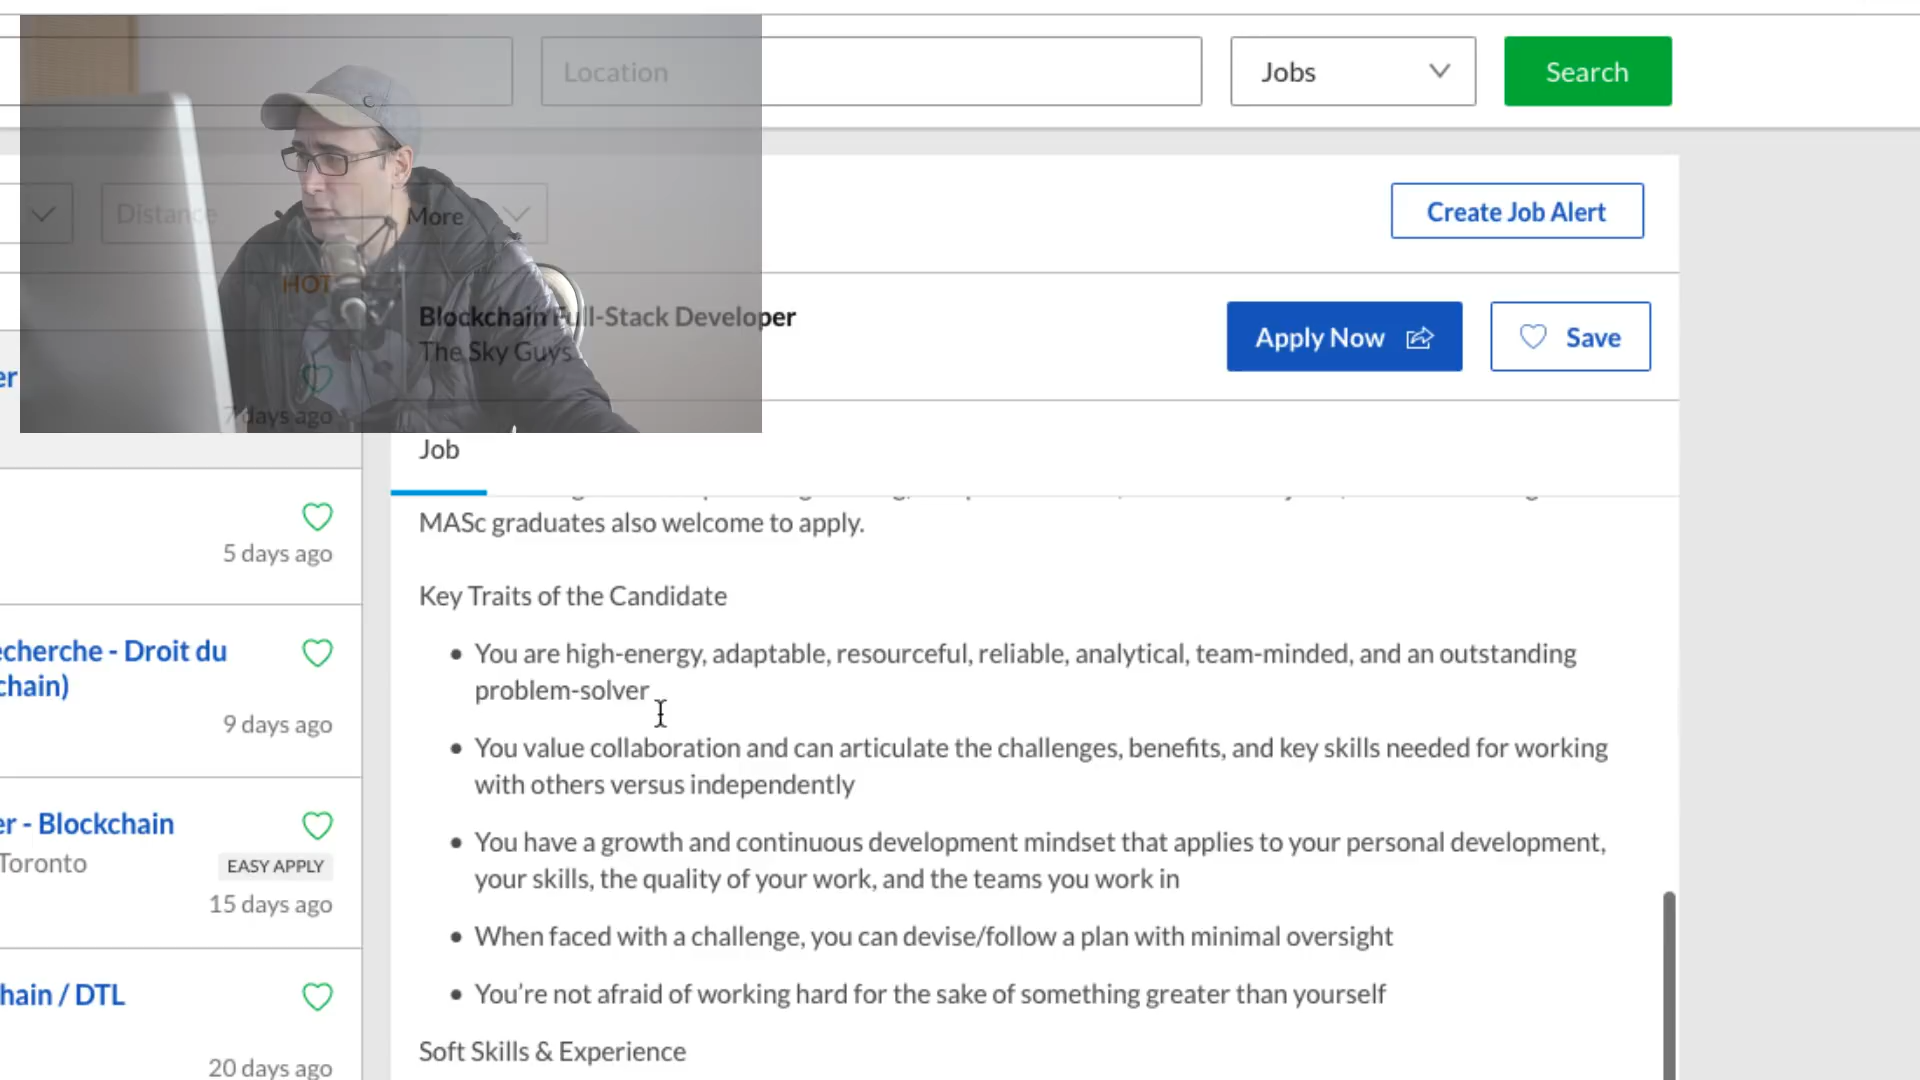 Location
Jobs
Search
Distance
More
Create Job Alert
HOT
Blockchain Full-Stack Developer
The Sky Guys
Apply Now
Save
er
7 days ago
Job
MASc graduates also welcome to apply.
5 days ago
Key Traits of the Candidate
• You are high-energy, adaptable, resourceful, reliable, analytical, team-minded, and an outstanding
problem-solver
echerche - Droit du
chain)
9 days ago
• You value collaboration and can articulate the challenges, benefits, and key skills needed for working
with others versus independently
er - Blockchain
Toronto
EASY APPLY
15 days ago
• You have a growth and continuous development mindset that applies to your personal development,
your skills, the quality of your work, and the teams you work in
• When faced with a challenge, you can devise/follow a plan with minimal oversight
• You’re not afraid of working hard for the sake of something greater than yourself
hain / DTL
20 days ago
Soft Skills & Experience